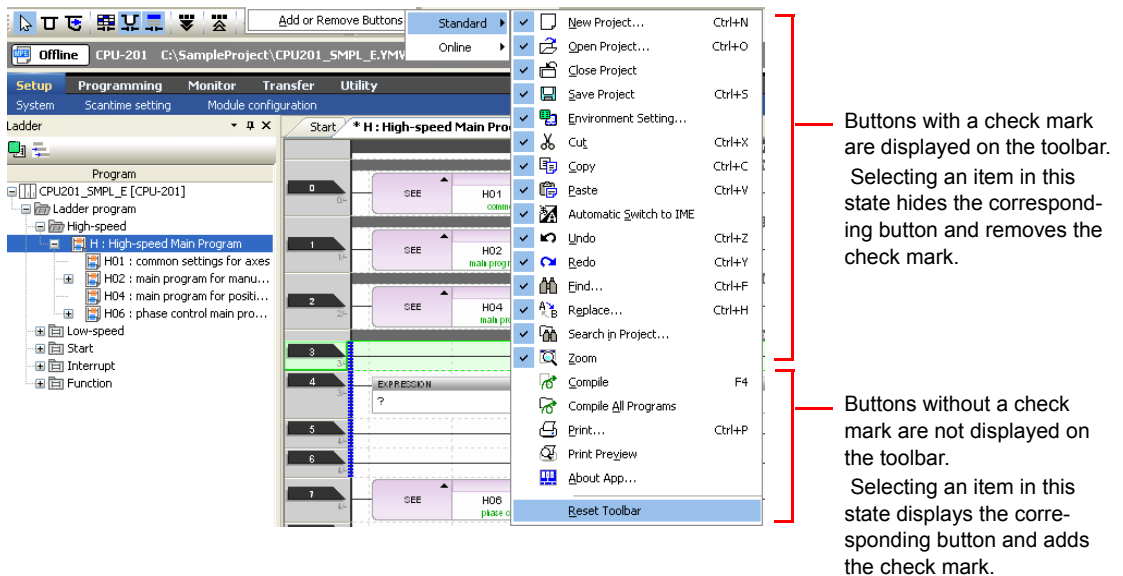 Add or Remove Buttons
Standard
Online
Offline CPU-201 C:\SampleProject\CPU201_SMPL_E.YMW
Setup Programming Monitor Transfer Utility
System Scantime setting Module configuration
Ladder
Start * H : High-speed Main Pro
Program
CPU201_SMPL_E [CPU-201]
Ladder program
High-speed
H : High-speed Main Program
H01 : common settings for axes
H02 : main program for manu...
H04 : main program for positi...
H06 : phase control main pro...
Low-speed
Start
Interrupt
Function
0
SEE H01
comm
1
SEE H02
main progr
2
SEE H04
main pr
3
4
EXPRESSION
?
5
6
7
SEE H06
phase c
New Project... Ctrl+N
Open Project... Ctrl+O
Close Project
Save Project Ctrl+S
Environment Setting...
Cut Ctrl+X
Copy Ctrl+C
Paste Ctrl+V
Automatic Switch to IME
Undo Ctrl+Z
Redo Ctrl+Y
Find... Ctrl+F
Replace... Ctrl+H
Search in Project...
Zoom
Compile F4
Compile All Programs
Print... Ctrl+P
Print Preview
About App...
Reset Toolbar
Buttons with a check mark
are displayed on the toolbar.
Selecting an item in this
state hides the correspond-
ing button and removes the
check mark.
Buttons without a check
mark are not displayed on
the toolbar.
Selecting an item in this
state displays the corre-
sponding button and adds
the check mark.